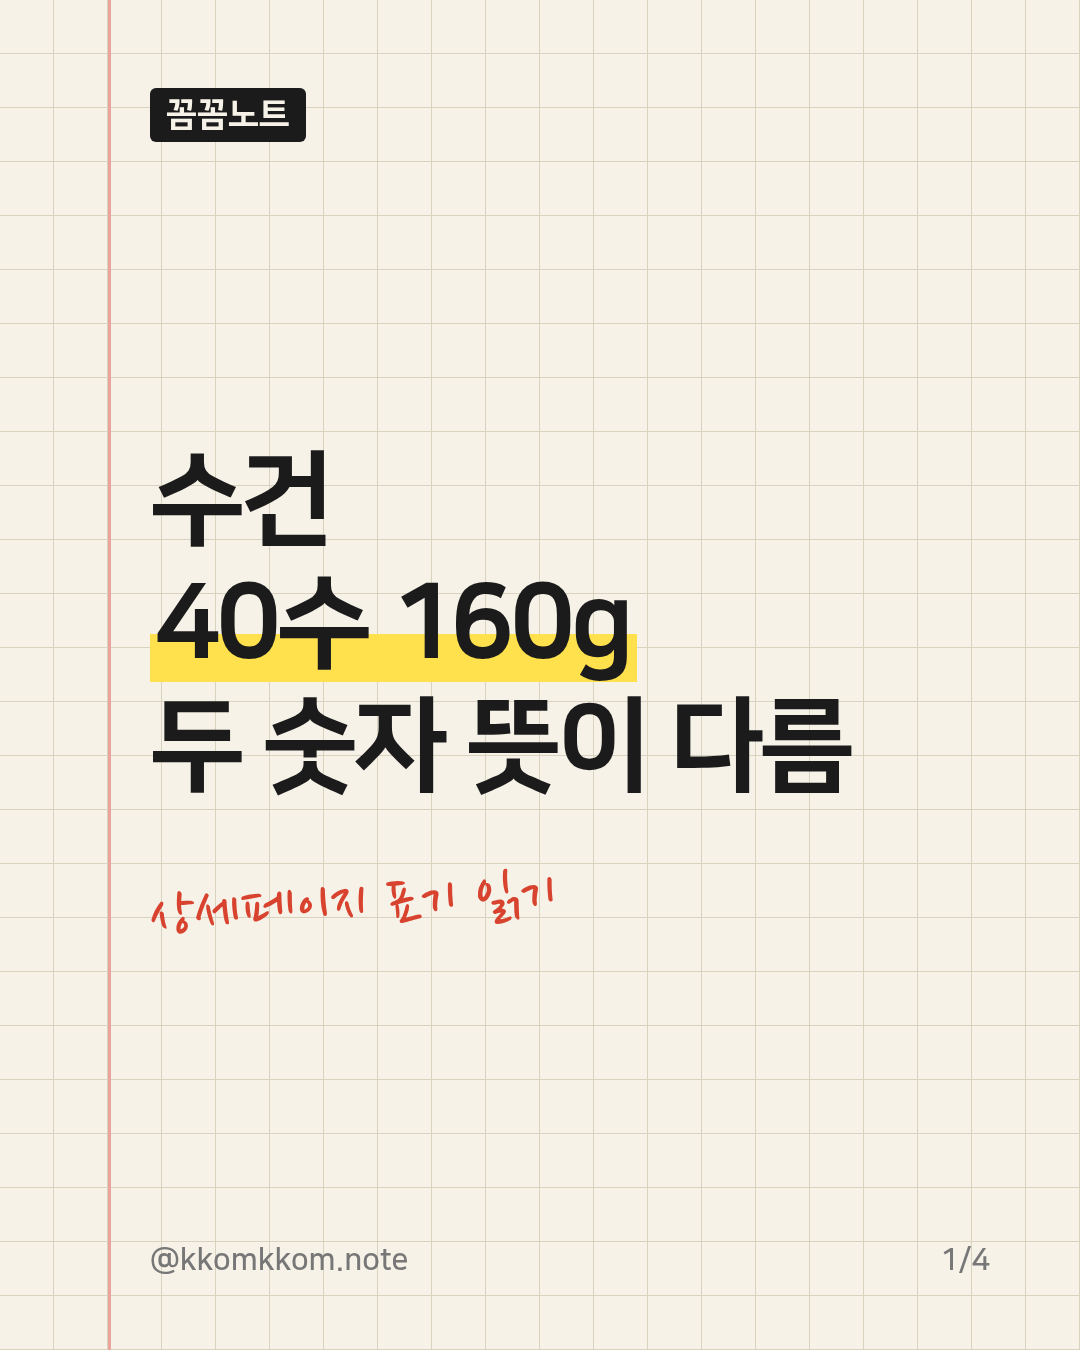 꼼꼼노트
수건
40수 160g
두 숫자 뜻이 다름
상세페이지 표기 읽기
@kkomkkom.note
1/4